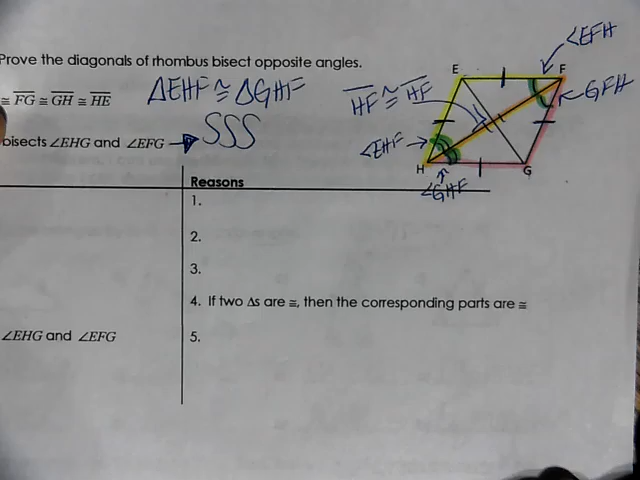 Prove the diagonals of rhombus bisect opposite angles.
≅ FG ≅ GH ≅ HE
ΔEHF ≅ ΔGHF
HF ≅ HF
∠EFH
E
F
∠GFH
bisects ∠EHG and ∠EFG
SSS
∠EHF
H
G
∠GHF
Reasons
1.
2.
3.
4. If two Δs are ≅, then the corresponding parts are ≅
∠EHG and ∠EFG
5.